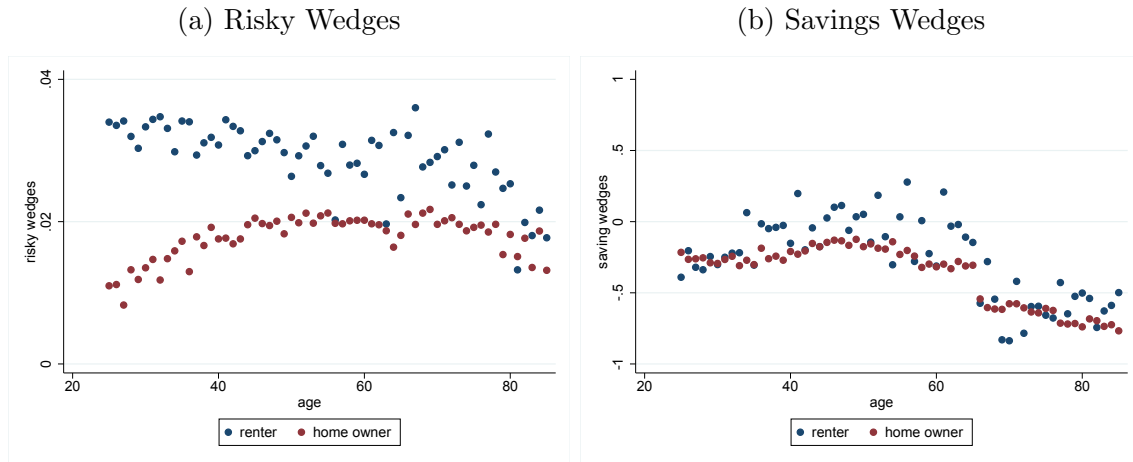 (a) Risky Wedges
.04
.02
0
risky wedges
20
40
60
80
age
renter
home owner
(b) Savings Wedges
1
.5
0
-.5
-1
saving wedges
20
40
60
80
age
renter
home owner